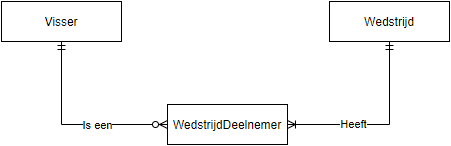 Visser
Wedstrijd
Is een
WedstrijdDeelnemer
Heeft